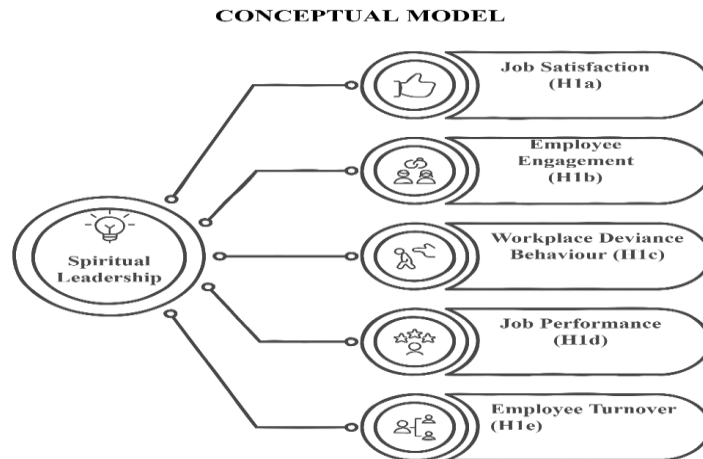 CONCEPTUAL MODEL
Job Satisfaction
(H1a)
Employee
Engagement
(H1b)
Spiritual
Leadership
Workplace Deviance
Behaviour (H1c)
Job Performance
(H1d)
Employee Turnover
(H1e)